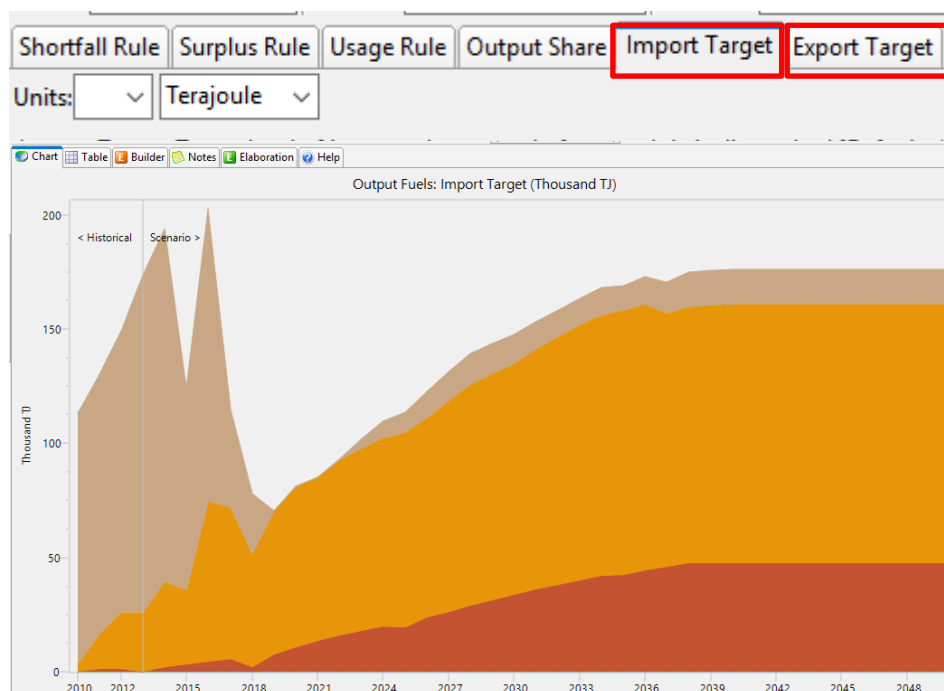 Shortfall Rule Surplus Rule Usage Rule Output Share Import Target Export Target
Units: Terajoule
Chart Table Builder Notes Elaboration Help
Output Fuels: Import Target (Thousand TJ)
200
< Historical Scenario >
150
Thousand TJ
100
50
0
2010 2012 2015 2018 2021 2024 2027 2030 2033 2036 2039 2042 2045 2048